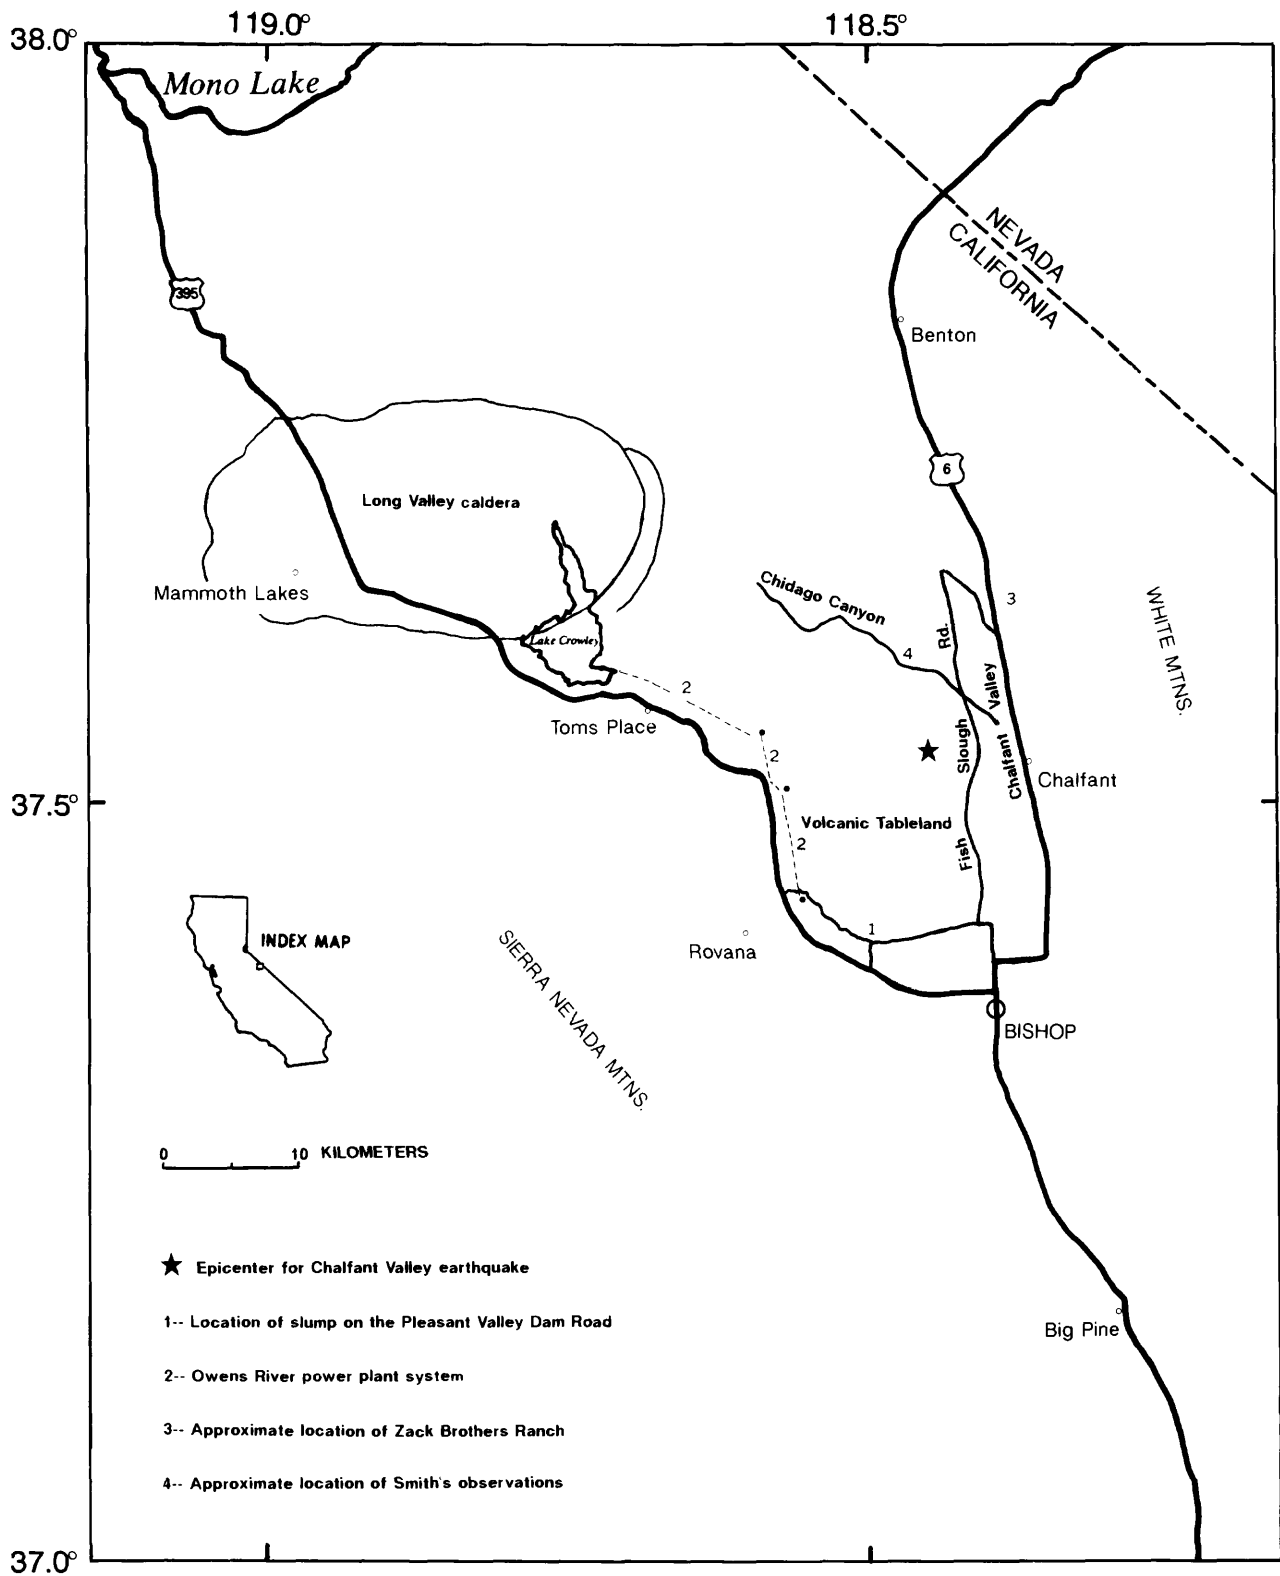 119.0°
118.5°
38.0°
Mono Lake
NEVADA
CALIFORNIA
395
Benton
6
Long Valley caldera
Mammoth Lakes
Chidago Canyon
3
WHITE MTNS.
Rd.
4
Lake Crowley
Valley
2
Toms Place
Slough
2
Chalfant
Chalfant
37.5°
Volcanic Tableland
2
Fish
1
Rovana
INDEX MAP
SIERRA NEVADA MTNS.
BISHOP
0 10 KILOMETERS
Epicenter for Chalfant Valley earthquake
1-- Location of slump on the Pleasant Valley Dam Road
Big Pine
2-- Owens River power plant system
3-- Approximate location of Zack Brothers Ranch
4-- Approximate location of Smith's observations
37.0°